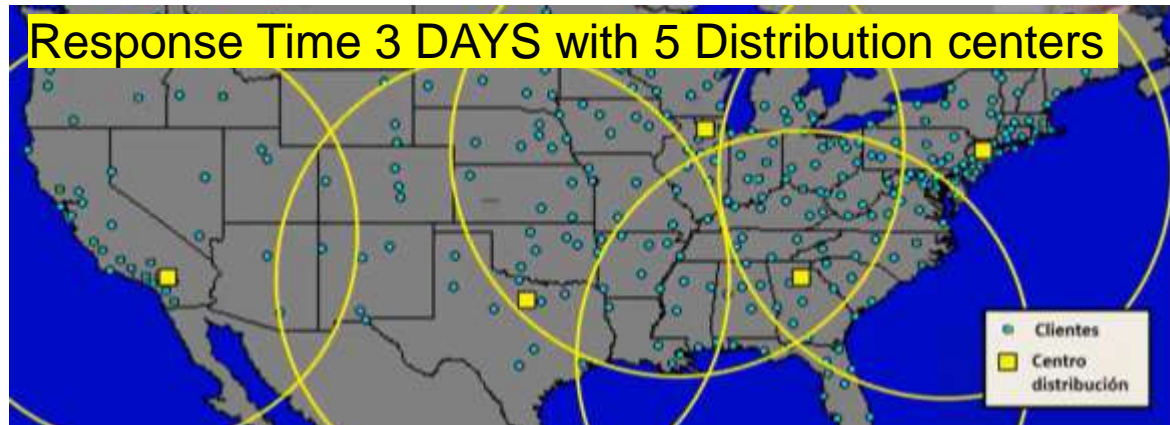 Response Time 3 DAYS with 5 Distribution centers
Clientes
Centro
distribución